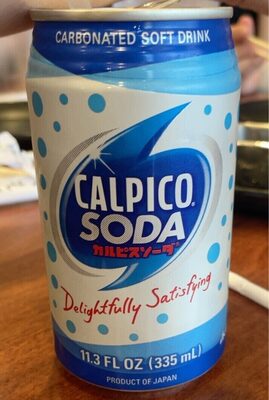 CARBONATED SOFT DRINK
CALPICO®
SODA
カルピスソーダ
Delightfully Satisfying
11.3 FL OZ (335 mL)
PRODUCT OF JAPAN